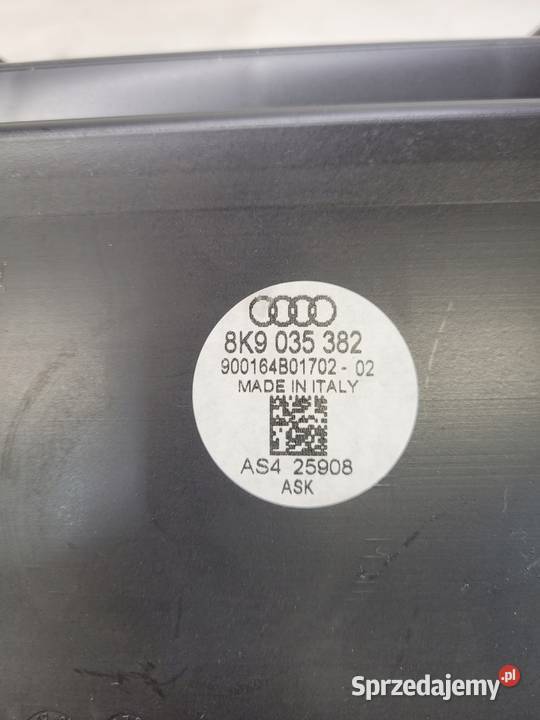 8K9 035 382
900164B01702 - 02
MADE IN ITALY
AS4 25908
ASK
Sprzedajemy.pl